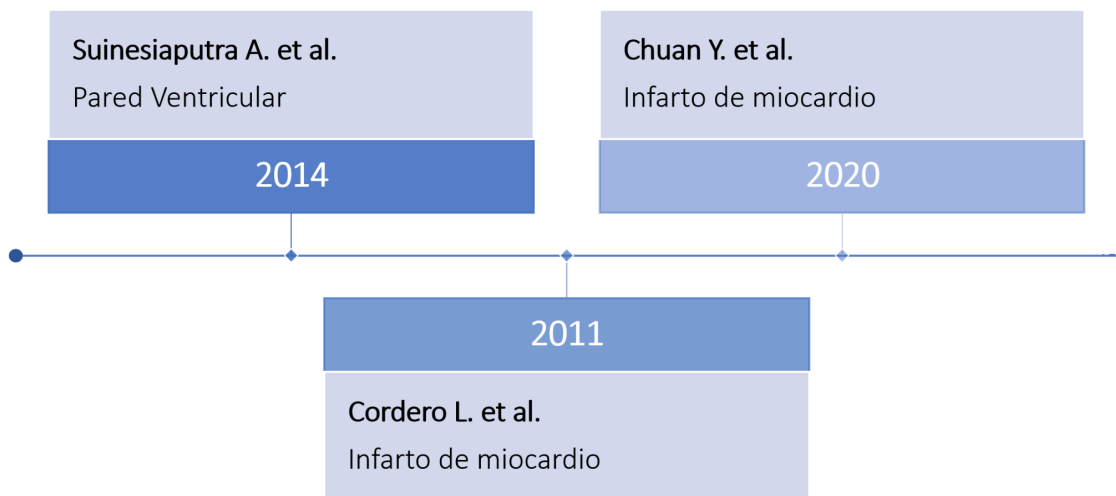 Suinesiaputra A. et al.
Pared Ventricular
2014
Chuan Y. et al.
Infarto de miocardio
2020
2011
Cordero L. et al.
Infarto de miocardio